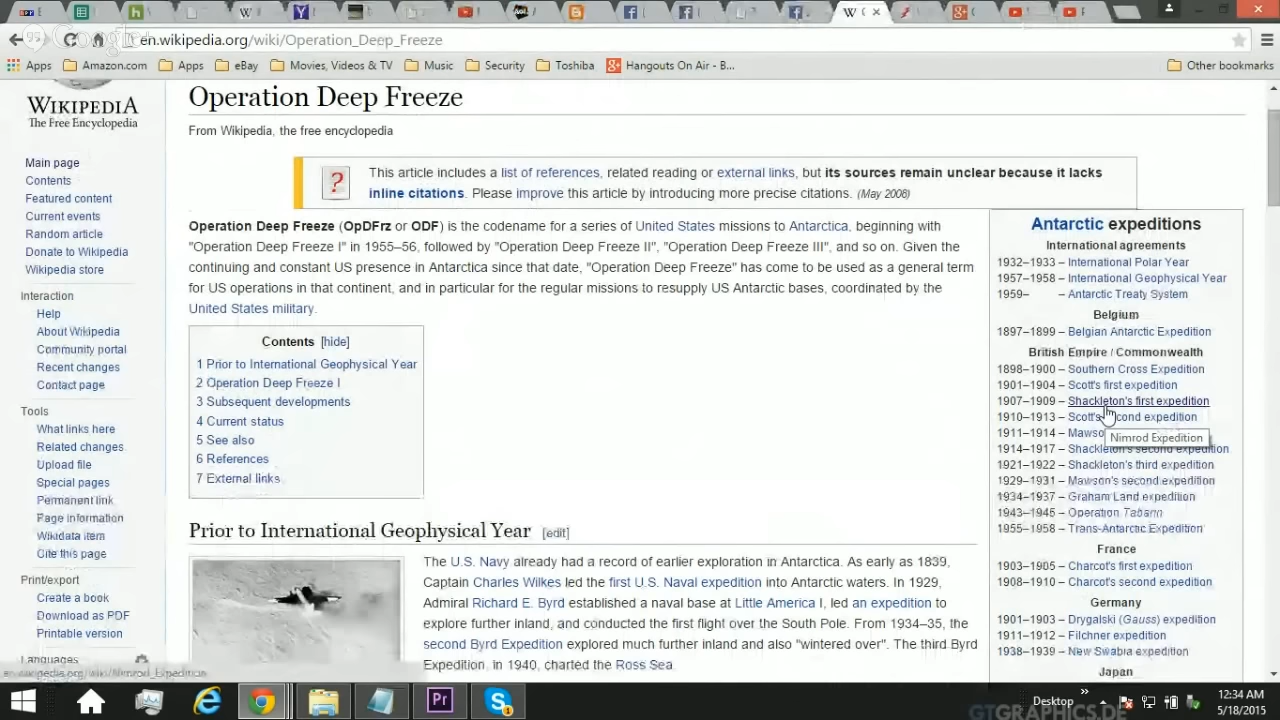 en.wikipedia.org/wiki/Operation_Deep_Freeze
Apps Amazon.com Apps eBay Movies, Videos & TV Music Security Toshiba Hangouts On Air - B... Other bookmarks
WIKIPEDIA
The Free Encyclopedia
Main page
Contents
Featured content
Current events
Random article
Donate to Wikipedia
Wikipedia store
Interaction
Help
About Wikipedia
Community portal
Recent changes
Contact page
Tools
What links here
Related changes
Upload file
Special pages
Permanent link
Page information
Wikidata item
Cite this page
Print/export
Create a book
Download as PDF
Printable version
Languages
en.wikipedia.org/wiki/Nimrod_Expedition
Operation Deep Freeze
From Wikipedia, the free encyclopedia
This article includes a list of references, related reading or external links, but its sources remain unclear because it lacks
inline citations. Please improve this article by introducing more precise citations. (May 2008)
Operation Deep Freeze (OpDFrz or ODF) is the codename for a series of United States missions to Antarctica, beginning with
"Operation Deep Freeze I" in 1955–56, followed by "Operation Deep Freeze II", "Operation Deep Freeze III", and so on. Given the
continuing and constant US presence in Antarctica since that date, "Operation Deep Freeze" has come to be used as a general term
for US operations in that continent, and in particular for the regular missions to resupply US Antarctic bases, coordinated by the
United States military.
Contents [hide]
1 Prior to International Geophysical Year
2 Operation Deep Freeze I
3 Subsequent developments
4 Current status
5 See also
6 References
7 External links
Prior to International Geophysical Year [edit]
The U.S. Navy already had a record of earlier exploration in Antarctica. As early as 1839,
Captain Charles Wilkes led the first U.S. Naval expedition into Antarctic waters. In 1929,
Admiral Richard E. Byrd established a naval base at Little America I, led an expedition to
explore further inland, and conducted the first flight over the South Pole. From 1934–35, the
second Byrd Expedition explored much further inland and also "wintered over". The third Byrd
Expedition, in 1940, charted the Ross Sea.
Antarctic expeditions
International agreements
1932–1933 – International Polar Year
1957–1958 – International Geophysical Year
1959– – Antarctic Treaty System
Belgium
1897–1899 – Belgian Antarctic Expedition
British Empire / Commonwealth
1898–1900 – Southern Cross Expedition
1901–1904 – Scott's first expedition
1907–1909 – Shackleton's first expedition
1910–1913 – Scott's second expedition
1911–1914 – Mawso
Nimrod Expedition
1914–1917 – Shackleton's second expedition
1921–1922 – Shackleton's third expedition
1929–1931 – Mawson's second expedition
1934–1937 – Graham Land expedition
1943–1945 – Operation Tabarin
1955–1958 – Trans-Antarctic Expedition
France
1903–1905 – Charcot's first expedition
1908–1910 – Charcot's second expedition
Germany
1901–1903 – Drygalski (Gauss) expedition
1911–1912 – Filchner expedition
1938–1939 – New Swabia expedition
Japan
Desktop
12:34 AM
5/18/2015
GTGRAPHICS.DE